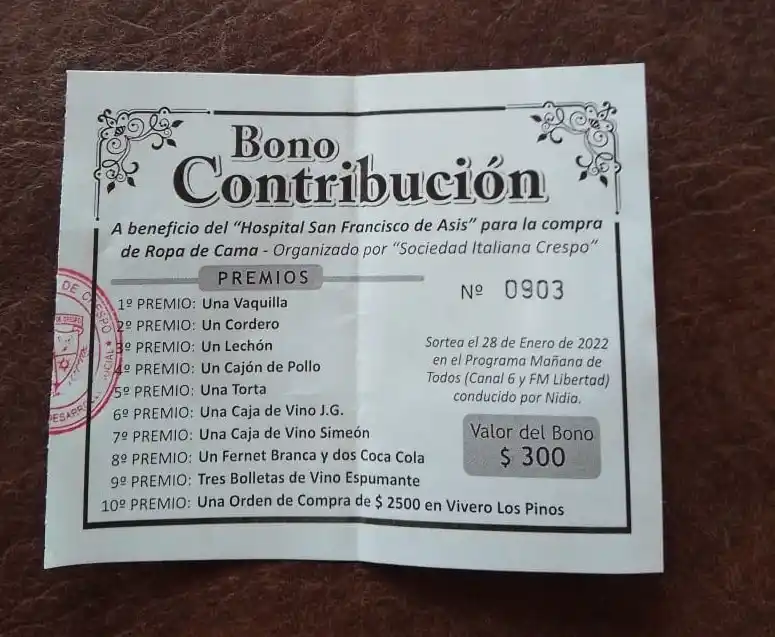 Bono
Contribución
A beneficio del “Hospital San Francisco de Asis” para la compra
de Ropa de Cama - Organizado por “Sociedad Italiana Crespo”
PREMIOS
Nº 0903
1º PREMIO: Una Vaquilla
2º PREMIO: Un Cordero
3º PREMIO: Un Lechón
4º PREMIO: Un Cajón de Pollo
5º PREMIO: Una Torta
6º PREMIO: Una Caja de Vino J.G.
7º PREMIO: Una Caja de Vino Simeón
8º PREMIO: Un Fernet Branca y dos Coca Cola
9º PREMIO: Tres Bolletas de Vino Espumante
10º PREMIO: Una Orden de Compra de $ 2500 en Vivero Los Pinos
Sortea el 28 de Enero de 2022
en el Programa Mañana de
Todos (Canal 6 y FM Libertad)
conducido por Nidia.
Valor del Bono
$ 300
DE CRESPO